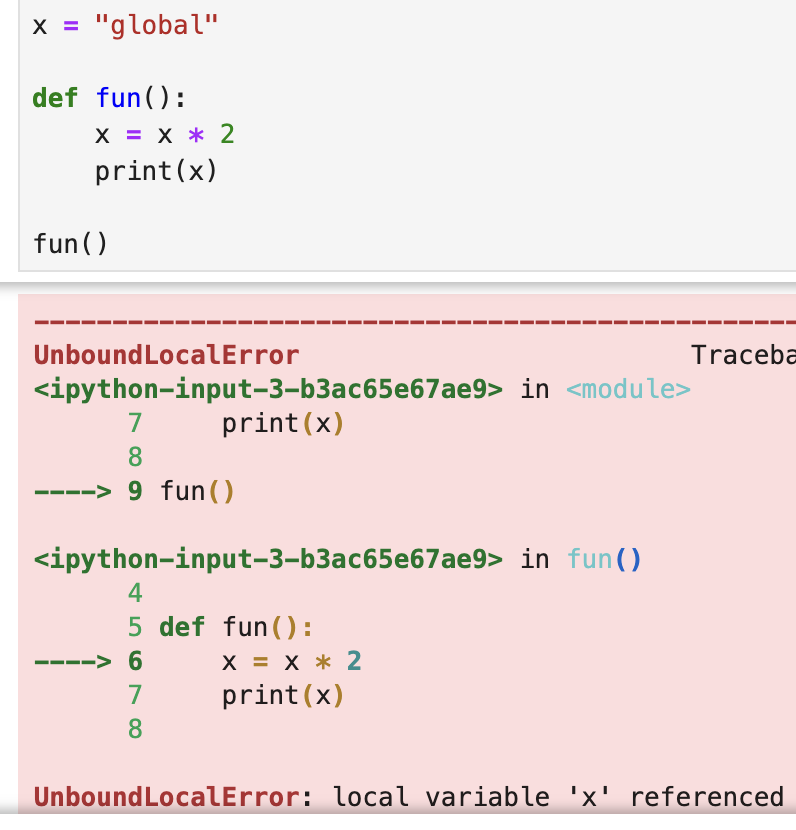 x = "global"
def fun():
    x = x * 2
    print(x)
fun()
---------------------------------------------------------
UnboundLocalError                         Traceba
<ipython-input-3-b3ac65e67ae9> in <module>
      7     print(x)
      8
----> 9 fun()
<ipython-input-3-b3ac65e67ae9> in fun()
      4
      5 def fun():
----> 6     x = x * 2
      7     print(x)
      8
UnboundLocalError: local variable 'x' referenced